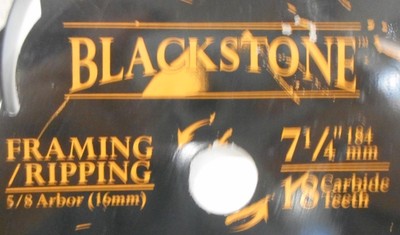 BLACKSTONE
FRAMING
/RIPPING
5/8 Arbor (16mm)
7 1/4" 184 mm
18 Carbide Teeth